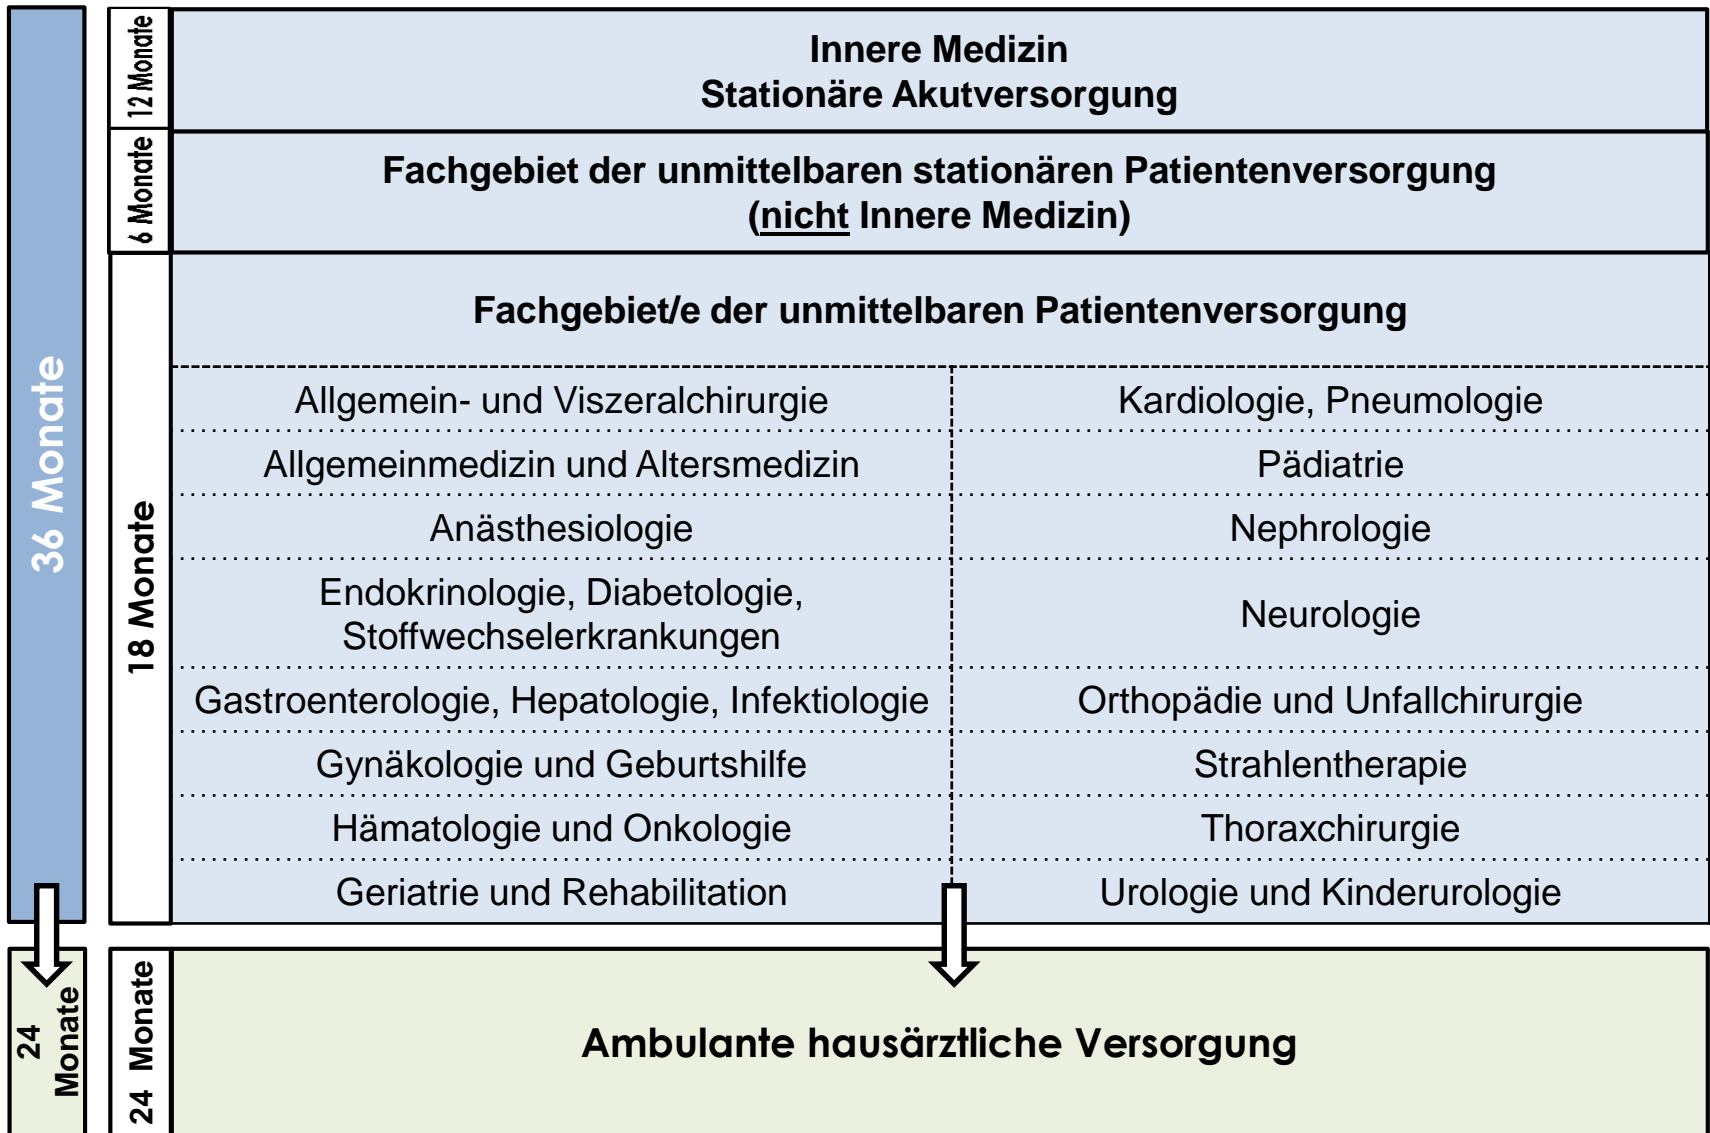 36 Monate
12 Monate
Innere Medizin
Stationäre Akutversorgung
6 Monate
Fachgebiet der unmittelbaren stationären Patientenversorgung
(nicht Innere Medizin)
18 Monate
Fachgebiet/e der unmittelbaren Patientenversorgung
Allgemein- und Viszeralchirurgie
Kardiologie, Pneumologie
Allgemeinmedizin und Altersmedizin
Pädiatrie
Anästhesiologie
Nephrologie
Endokrinologie, Diabetologie,
Stoffwechselerkrankungen
Neurologie
Gastroenterologie, Hepatologie, Infektiologie
Orthopädie und Unfallchirurgie
Gynäkologie und Geburtshilfe
Strahlentherapie
Hämatologie und Onkologie
Thoraxchirurgie
Geriatrie und Rehabilitation
Urologie und Kinderurologie
24
Monate
24 Monate
Ambulante hausärztliche Versorgung